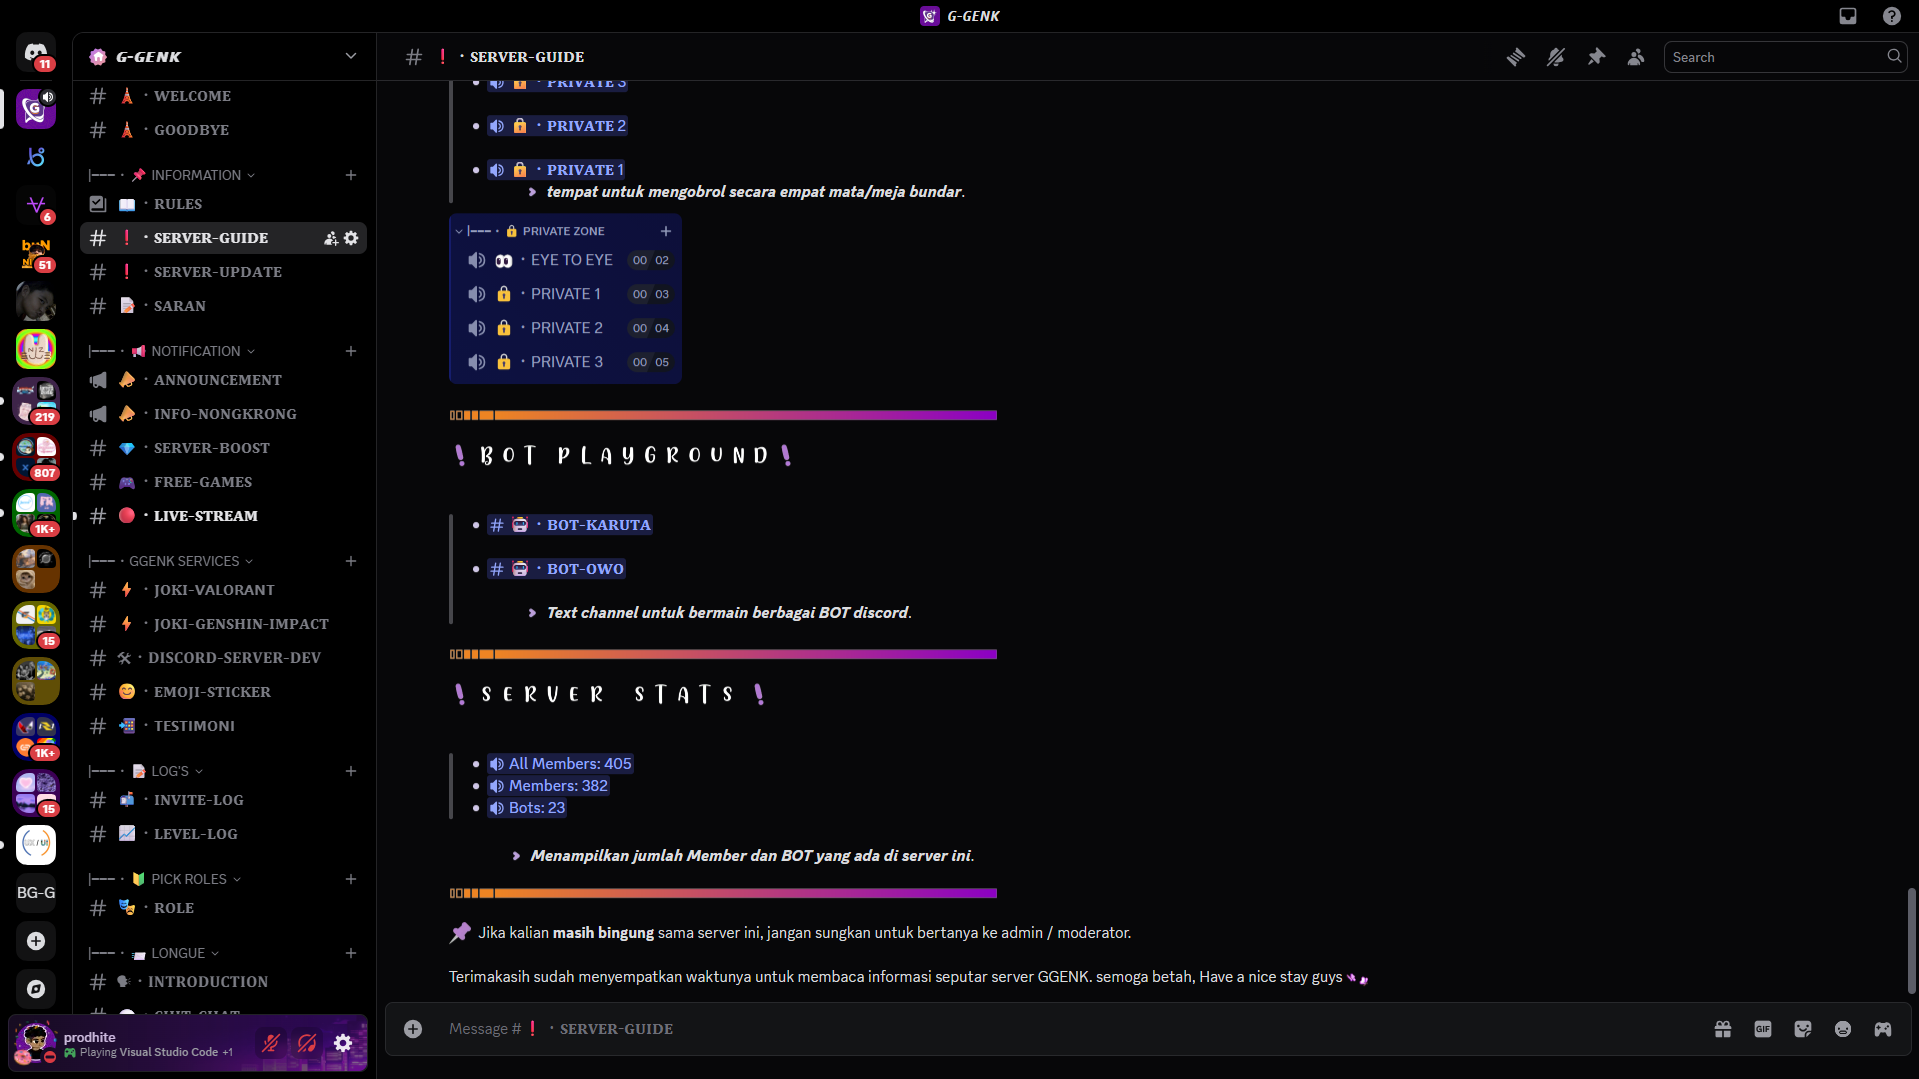 G-GENK
11
6
51
219
807
1K+
15
1K+
15
BG-G
G-GENK
WELCOME
GOODBYE
|--- · INFORMATION
· RULES
· SERVER-GUIDE
· SERVER-UPDATE
· SARAN
|--- · NOTIFICATION
· ANNOUNCEMENT
· INFO-NONGKRONG
· SERVER-BOOST
· FREE-GAMES
· LIVE-STREAM
|--- · GGENK SERVICES
· JOKI-VALORANT
· JOKI-GENSHIN-IMPACT
· DISCORD-SERVER-DEV
· EMOJI-STICKER
· TESTIMONI
|--- · LOG'S
· INVITE-LOG
· LEVEL-LOG
|--- · PICK ROLES
· ROLE
|--- · LONGUE
· INTRODUCTION
prodhite
Playing Visual Studio Code +1
# ❗ · SERVER-GUIDE
Search
· PRIVATE 3
· PRIVATE 2
· PRIVATE 1
tempat untuk mengobrol secara empat mata/meja bundar.
|--- · 🔒 PRIVATE ZONE
👀 · EYE TO EYE 00 02
🔒 · PRIVATE 1 00 03
🔒 · PRIVATE 2 00 04
🔒 · PRIVATE 3 00 05
! BOT PLAYGROUND !
# 🤖 · BOT-KARUTA
# 🤖 · BOT-OWO
Text channel untuk bermain berbagai BOT discord.
! SERVER STATS !
All Members: 405
Members: 382
Bots: 23
Menampilkan jumlah Member dan BOT yang ada di server ini.
Jika kalian masih bingung sama server ini, jangan sungkan untuk bertanya ke admin / moderator.
Terimakasih sudah menyempatkan waktunya untuk membaca informasi seputar server GGENK. semoga betah, Have a nice stay guys
Message # ❗ · SERVER-GUIDE
GIF